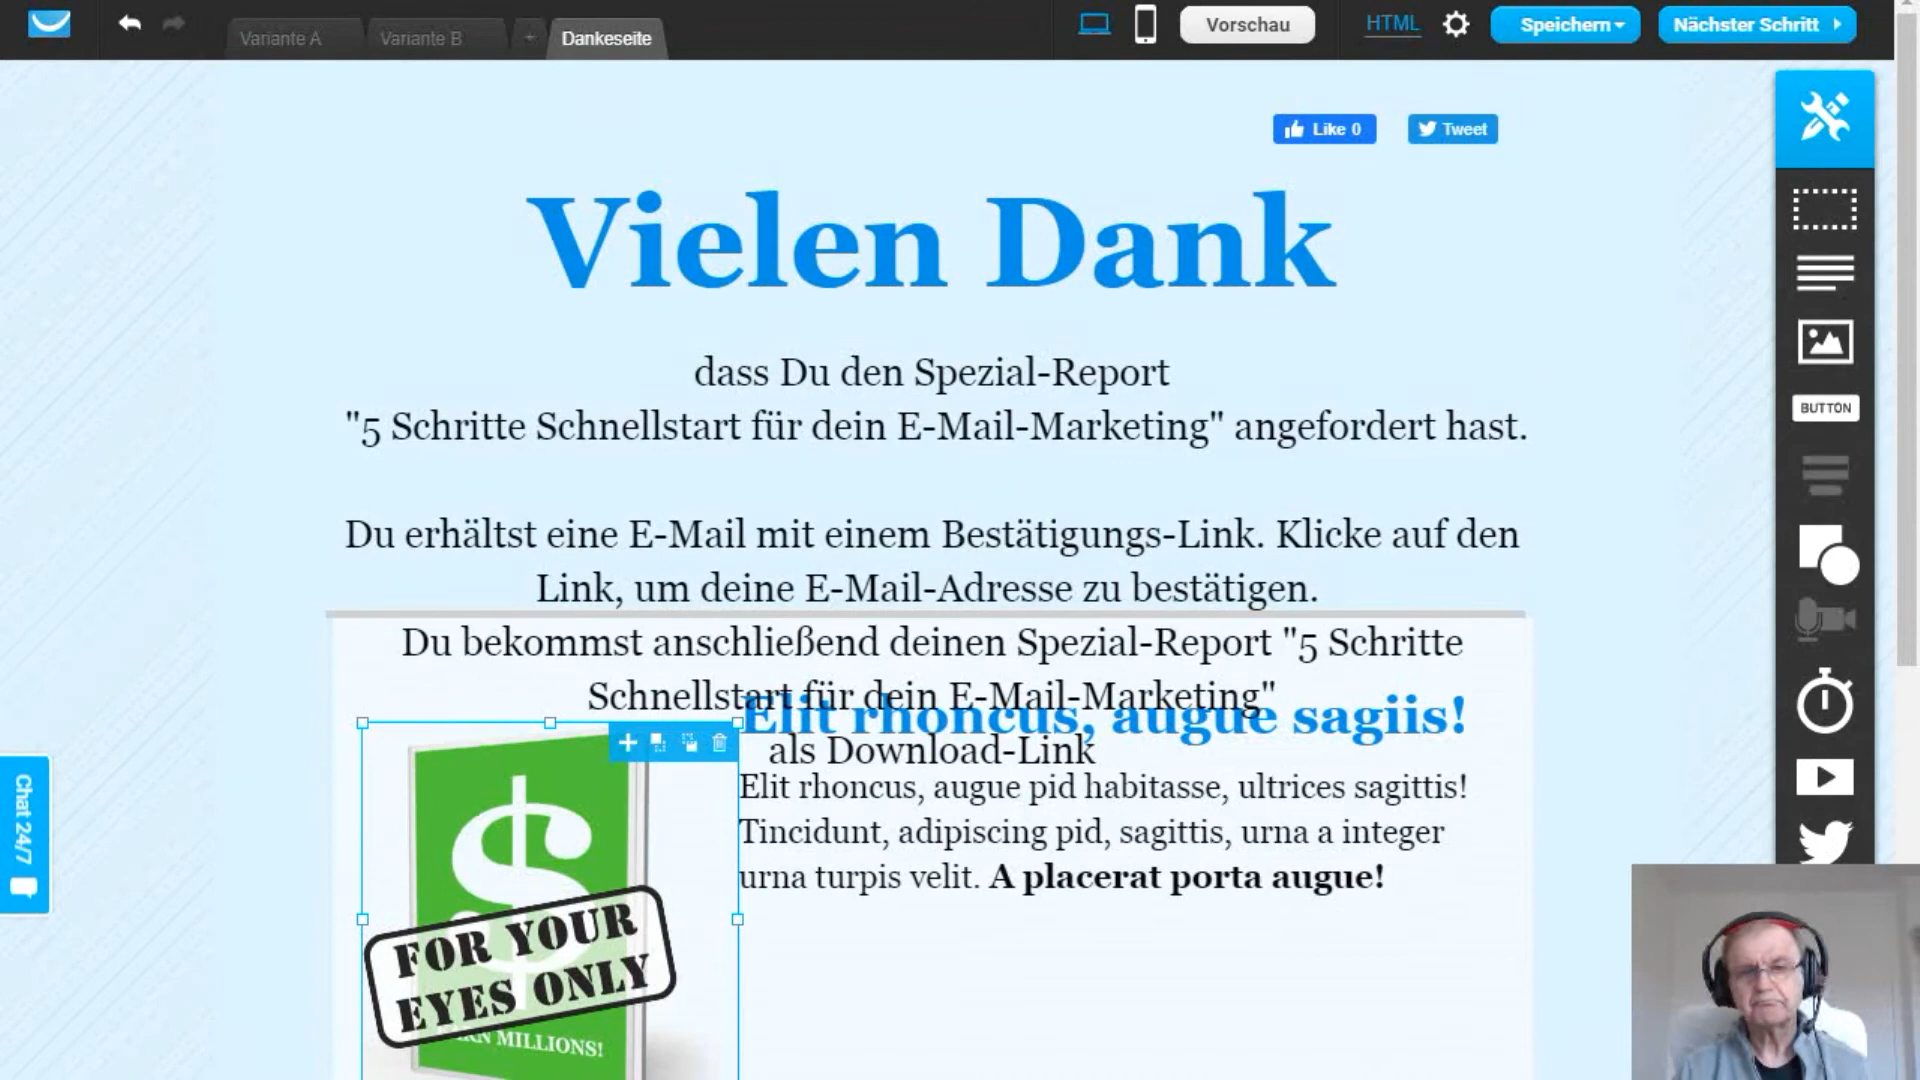 Variante A
Variante B
+
Dankeseite
Vorschau
HTML
Speichern
Nächster Schritt
Like 0
Tweet
Vielen Dank
dass Du den Spezial-Report
"5 Schritte Schnellstart für dein E-Mail-Marketing" angefordert hast.
Du erhältst eine E-Mail mit einem Bestätigungs-Link. Klicke auf den
Link, um deine E-Mail-Adresse zu bestätigen.
Du bekommst anschließend deinen Spezial-Report "5 Schritte
Schnellstart für dein E-Mail-Marketing"
als Download-Link
Elit rhoncus, augue sagiis!
Elit rhoncus, augue pid habitasse, ultrices sagittis!
Tincidunt, adipiscing pid, sagittis, urna a integer
urna turpis velit. A placerat porta augue!
$
FOR YOUR
EYES ONLY
MILLIONS!
BUTTON
Chat 24/7